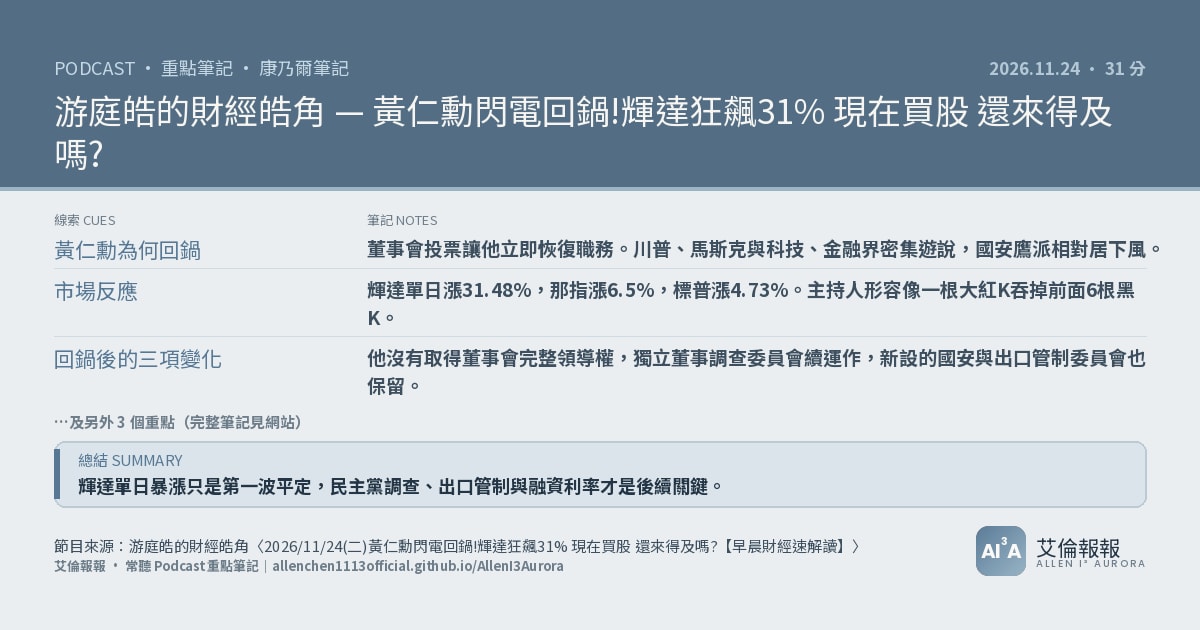 PODCAST · 重點筆記 · 康乃爾筆記
2026.11.24 · 31 分
游庭皓的財經皓角 — 黃仁勳閃電回鍋!輝達狂飆31% 現在買股 還來得及
嗎?
線索 CUES
筆記 NOTES
黃仁勳為何回鍋
董事會投票讓他立即恢復職務。川普、馬斯克與科技、金融界密集遊說，國安鷹派相對居下風。
市場反應
輝達單日漲31.48%，那指漲6.5%，標普漲4.73%。主持人形容像一根大紅K吞掉前面6根黑
K。
回鍋後的三項變化
他沒有取得董事會完整領導權，獨立董事調查委員會續運作，新設的國安與出口管制委員會也
保留。
…及另外 3 個重點（完整筆記見網站）
總結 SUMMARY
輝達單日暴漲只是第一波平定，民主黨調查、出口管制與融資利率才是後續關鍵。
節目來源：游庭皓的財經皓角〈2026/11/24(二)黃仁勳閃電回鍋!輝達狂飆31% 現在買股 還來得及嗎?【早晨財經速解讀】〉
艾倫報報 · 常聽 Podcast 重點筆記｜allenchen1113official.github.io/AllenI3Aurora
AI³A
艾倫報報
ALLEN I³ AURORA